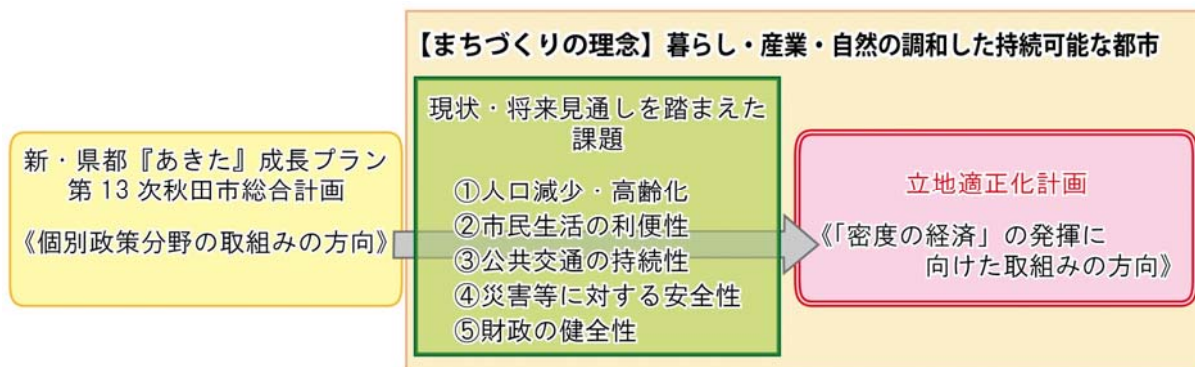 【まちづくりの理念】暮らし・産業・自然の調和した持続可能な都市
新・県都『あきた』成長プラン
第13次秋田市総合計画
《個別政策分野の取組みの方向》
現状・将来見通しを踏まえた
課題
①人口減少・高齢化
②市民生活の利便性
③公共交通の持続性
④災害等に対する安全性
⑤財政の健全性
立地適正化計画
《「密度の経済」の発揮に
向けた取組みの方向》